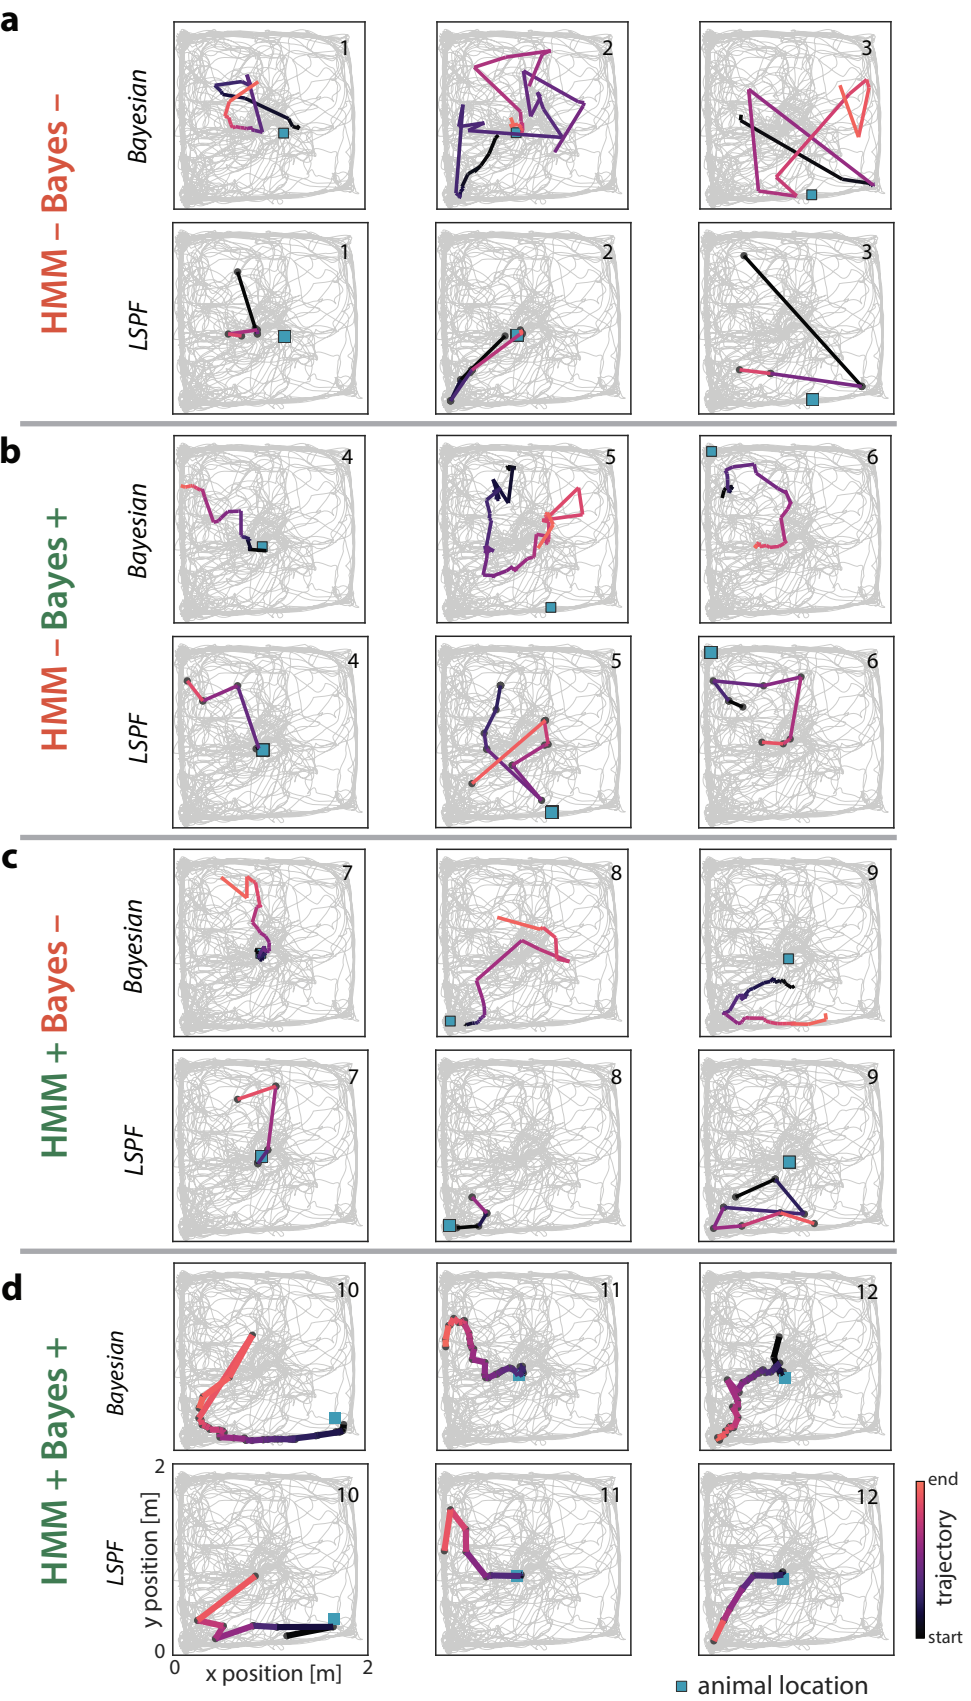 a
HMM – Bayes –
Bayesian
1
2
3
LSPF
1
2
3
b
HMM – Bayes +
Bayesian
4
5
6
LSPF
4
5
6
c
HMM + Bayes –
Bayesian
7
8
9
LSPF
7
8
9
d
HMM + Bayes +
Bayesian
10
11
12
LSPF
10
11
12
2
y position [m]
0
0
x position [m]
2
end
trajectory
start
animal location